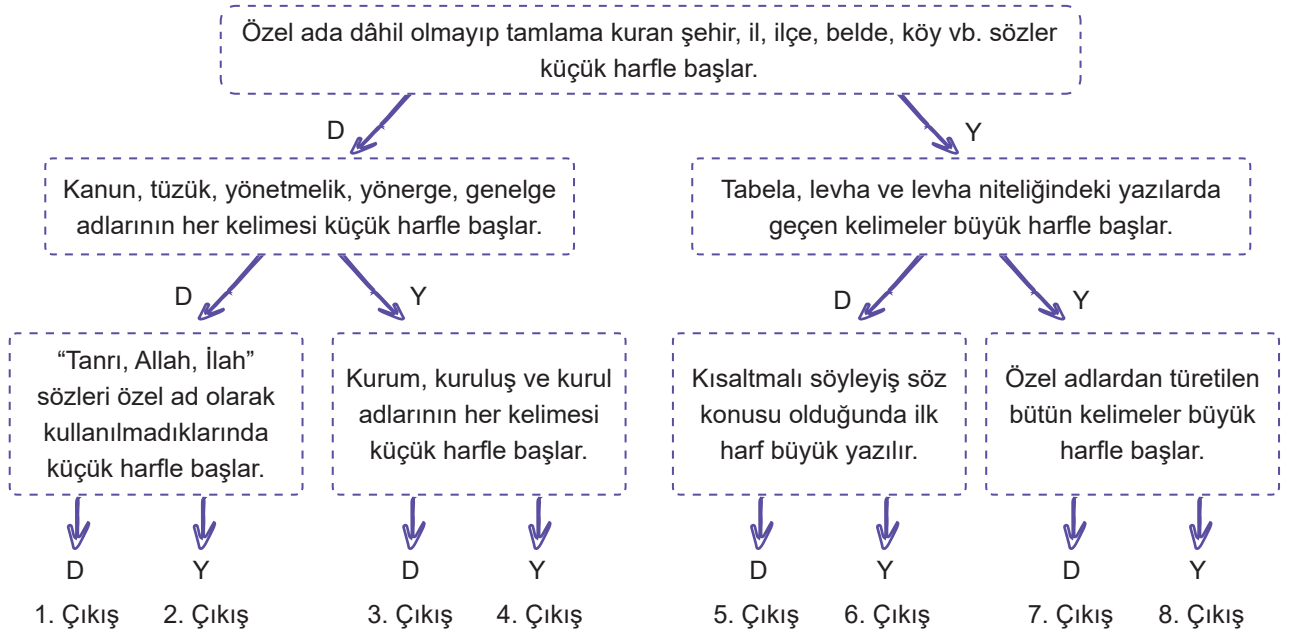 Özel ada dâhil olmayıp tamlama kuran şehir, il, ilçe, belde, köy vb. sözler
küçük harfle başlar.
D
Y
Kanun, tüzük, yönetmelik, yönerge, genelge
adlarının her kelimesi küçük harfle başlar.
Tabela, levha ve levha niteliğindeki yazılarda
geçen kelimeler büyük harfle başlar.
D
Y
D
Y
“Tanrı, Allah, İlah”
sözleri özel ad olarak
kullanılmadıklarında
küçük harfle başlar.
Kurum, kuruluş ve kurul
adlarının her kelimesi
küçük harfle başlar.
Kısaltmalı söyleyiş söz
konusu olduğunda ilk
harf büyük yazılır.
Özel adlardan türetilen
bütün kelimeler büyük
harfle başlar.
D Y D Y D Y D Y
1. Çıkış 2. Çıkış 3. Çıkış 4. Çıkış 5. Çıkış 6. Çıkış 7. Çıkış 8. Çıkış